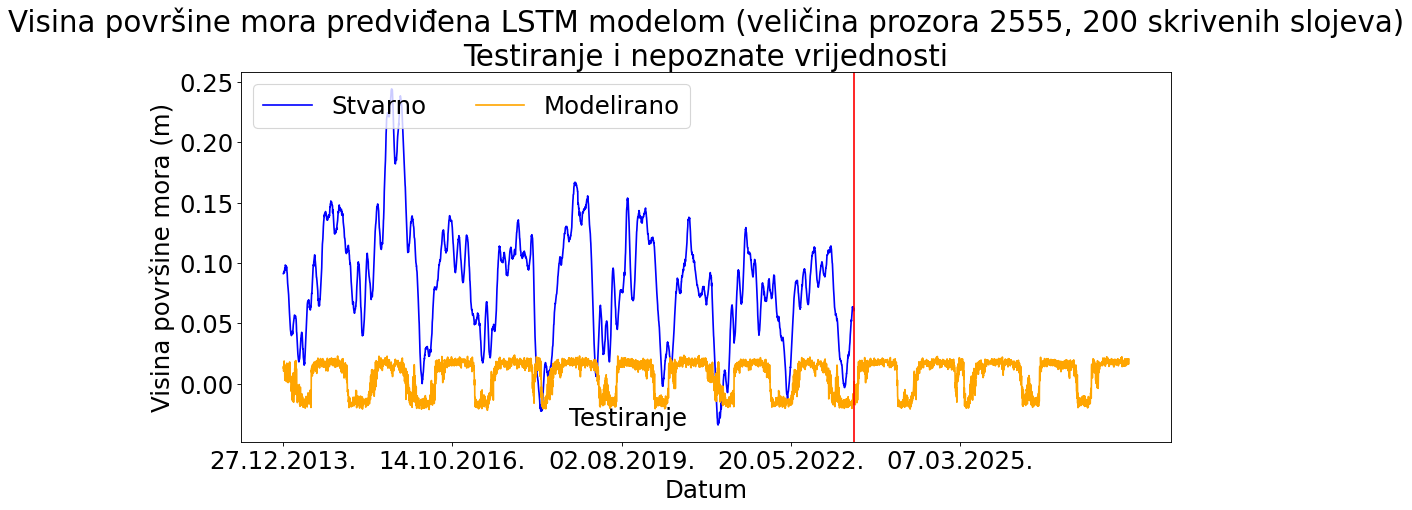 Visina površine mora predviđena LSTM modelom (veličina prozora 2555, 200 skrivenih slojeva)
Testiranje i nepoznate vrijednosti
Stvarno Modelirano
Visina površine mora (m)
0.25
0.20
0.15
0.10
0.05
0.00
Testiranje
27.12.2013. 14.10.2016. 02.08.2019. 20.05.2022. 07.03.2025.
Datum